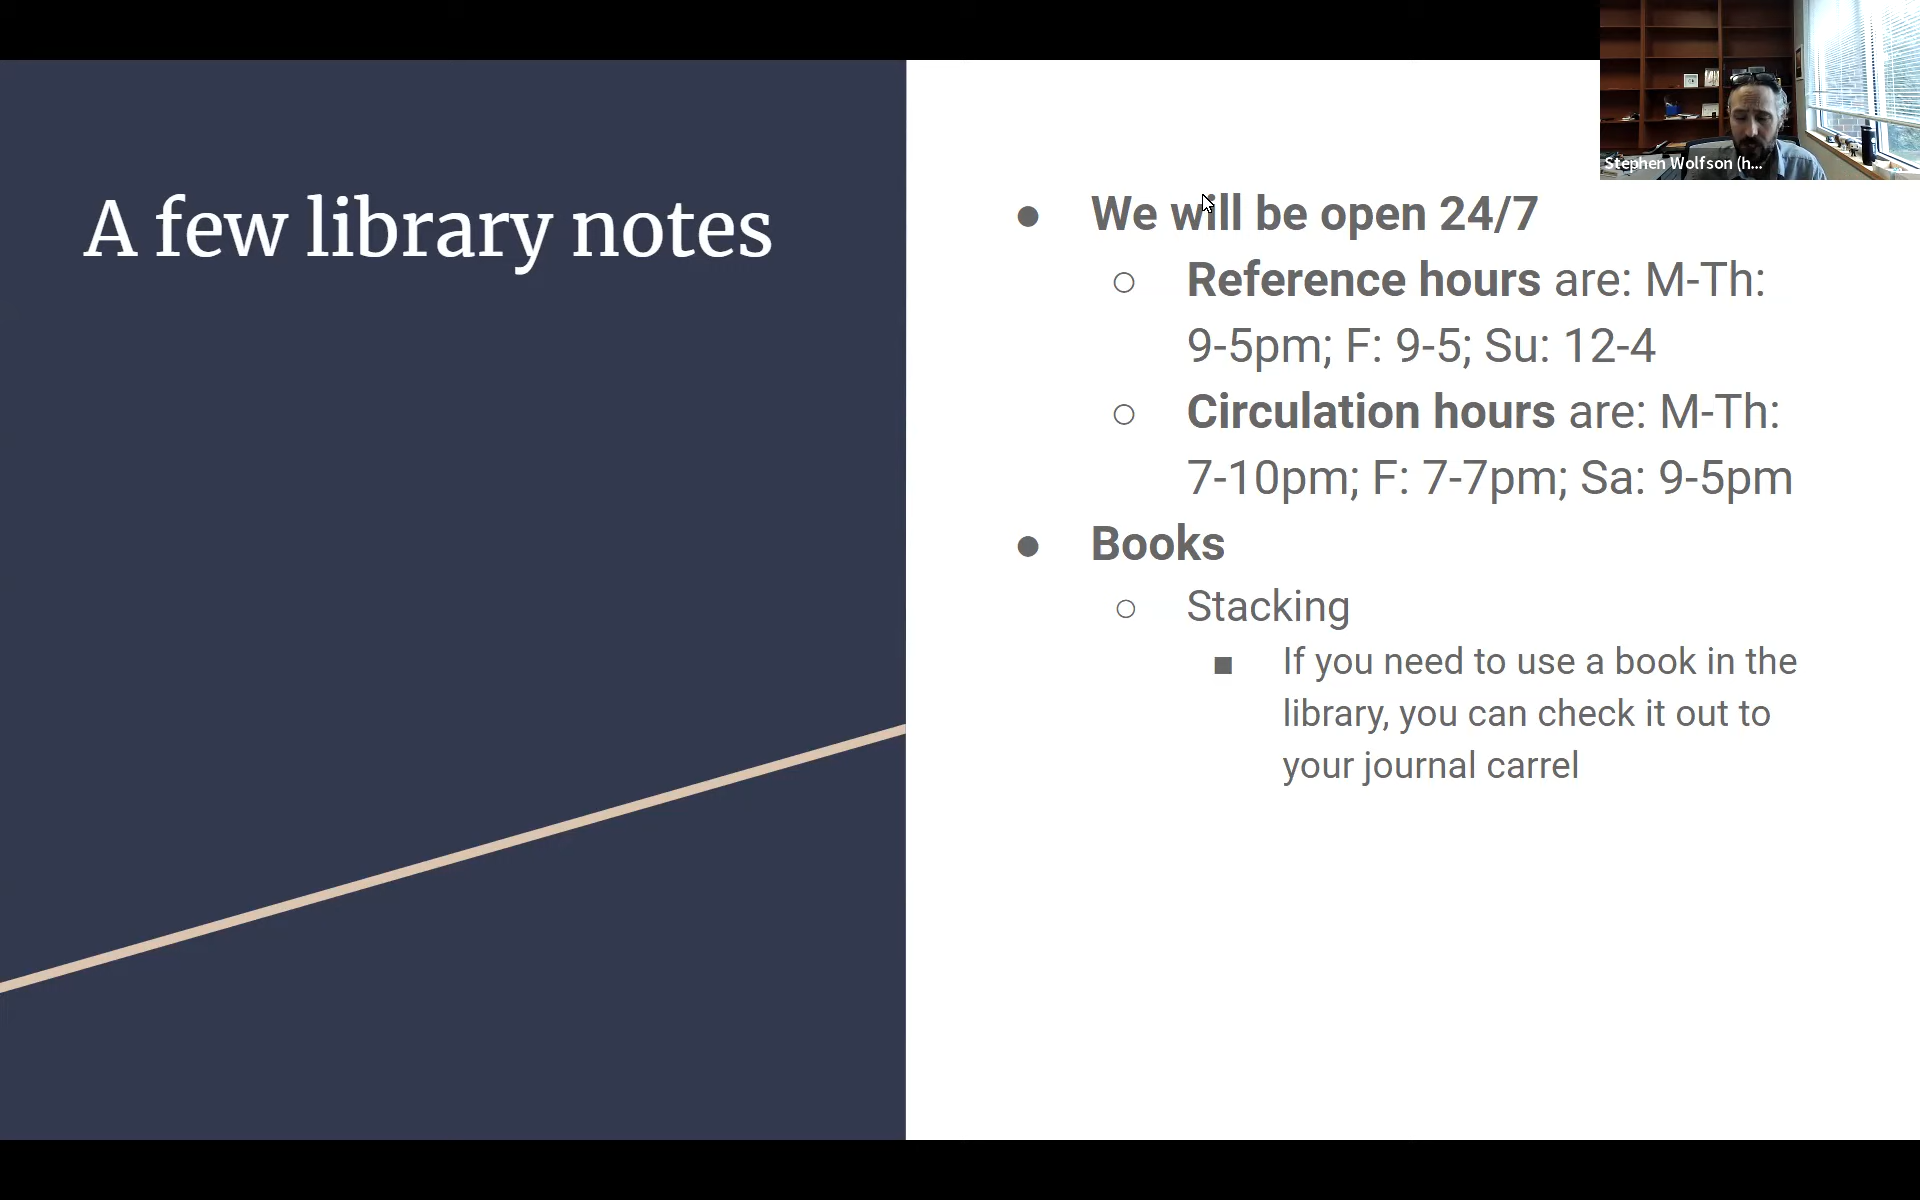 A few library notes
Stephen Wolfson (h...
● We will be open 24/7
○ Reference hours are: M-Th:
9-5pm; F: 9-5; Su: 12-4
○ Circulation hours are: M-Th:
7-10pm; F: 7-7pm; Sa: 9-5pm
● Books
○ Stacking
■ If you need to use a book in the
library, you can check it out to
your journal carrel